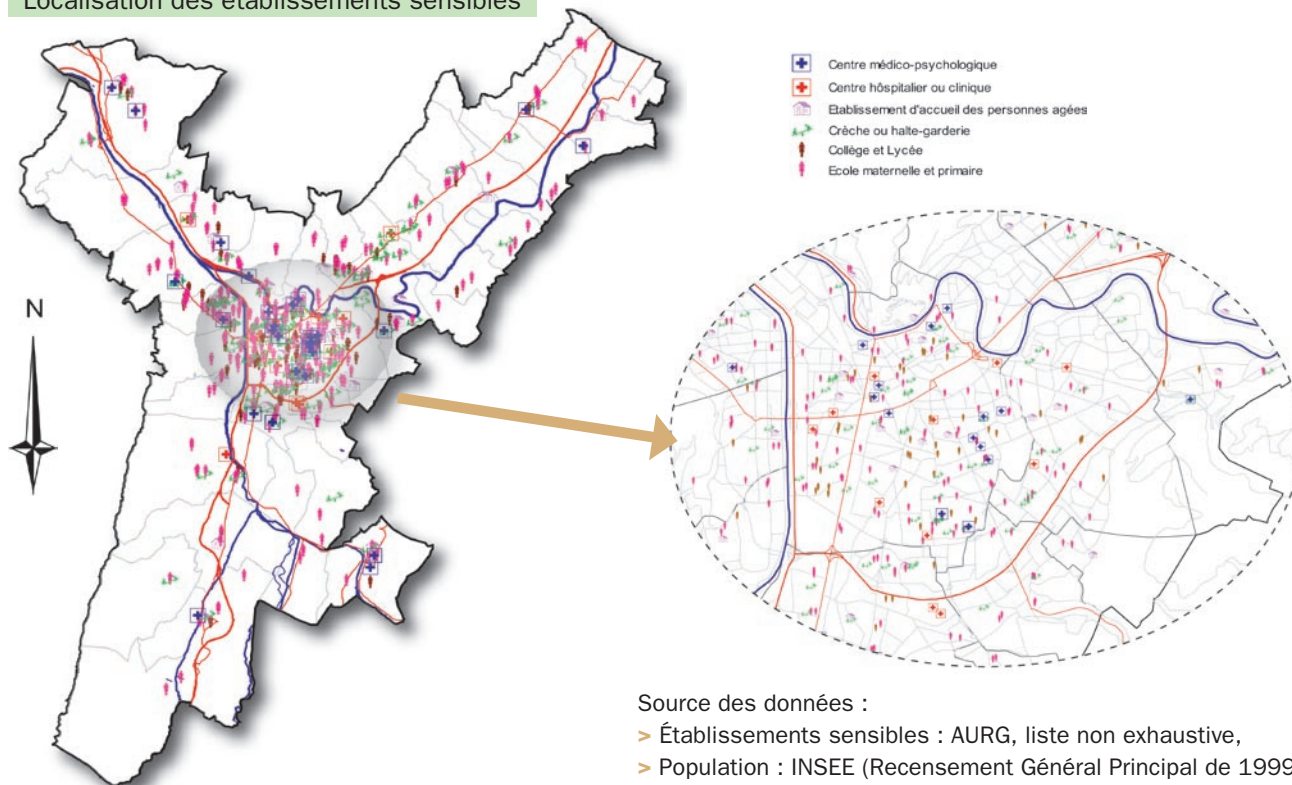 Localisation des établissements sensibles
Centre médico-psychologique
Centre hôspitalier ou clinique
Etablissement d'accueil des personnes agées
Crèche ou halte-garderie
Collège et Lycée
Ecole maternelle et primaire
N
Source des données :
> Établissements sensibles : AURG, liste non exhaustive,
> Population : INSEE (Recensement Général Principal de 1999